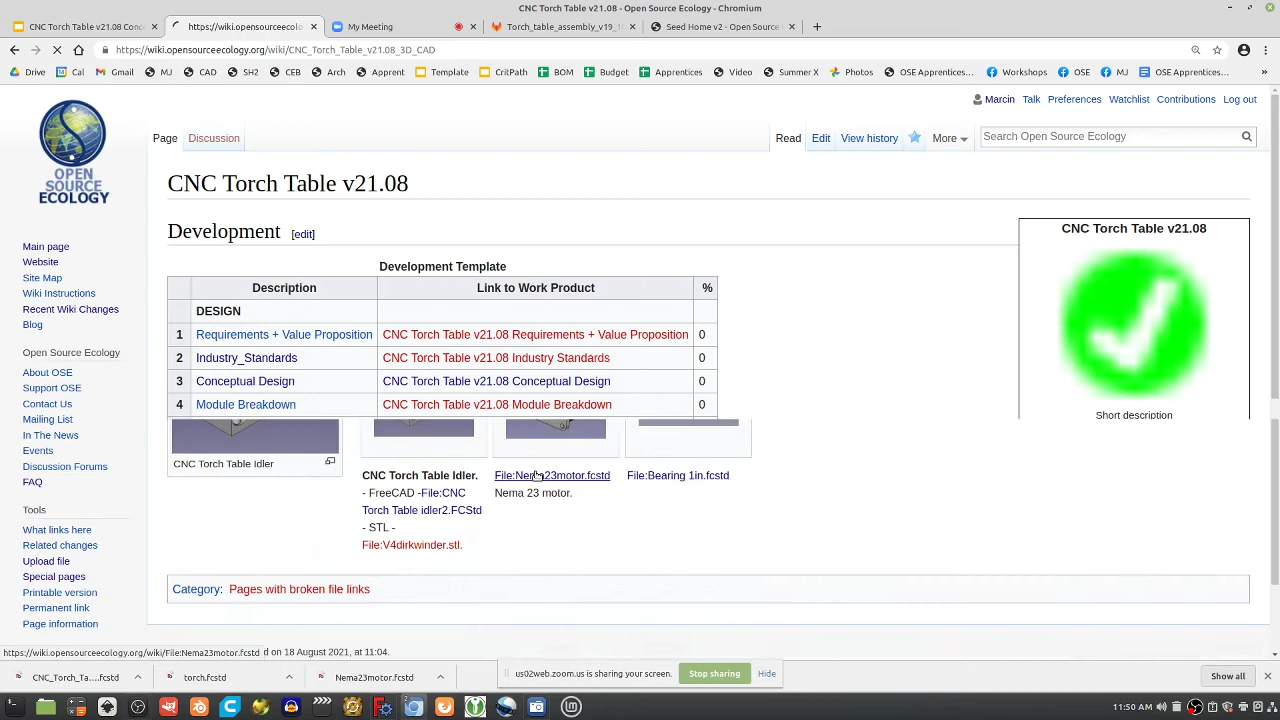 CNC Torch Table v21.08 - Open Source Ecology - Chromium
CNC Torch Table v21.08 Conc
https://wiki.opensourceecolo
My Meeting
Torch_table_assembly_v19_1
Seed Home v2 - Open Source
https://wiki.opensourceecology.org/wiki/CNC_Torch_Table_v21.08_3D_CAD
Drive
Cal
Gmail
MJ
CAD
SH2
CEB
Arch
Apprent
Template
CritPath
BOM
Budget
Apprentices
Video
Summer X
Photos
OSE Apprentices...
Workshops
OSE
MJ
OSE Apprentices...
Marcin Talk Preferences Watchlist Contributions Log out
Page Discussion Read Edit View history More Search Open Source Ecology
OPEN
SOURCE
ECOLOGY
CNC Torch Table v21.08
Development [edit]
CNC Torch Table v21.08
Short description
Development Template
Description Link to Work Product %
DESIGN
1 Requirements + Value Proposition CNC Torch Table v21.08 Requirements + Value Proposition 0
2 Industry_Standards CNC Torch Table v21.08 Industry Standards 0
3 Conceptual Design CNC Torch Table v21.08 Conceptual Design 0
4 Module Breakdown CNC Torch Table v21.08 Module Breakdown 0
Main page
Website
Site Map
Wiki Instructions
Recent Wiki Changes
Blog
Open Source Ecology
About OSE
Support OSE
Contact Us
Mailing List
In The News
Events
Discussion Forums
FAQ
Tools
What links here
Related changes
Upload file
Special pages
Printable version
Permanent link
Page information
CNC Torch Table Idler
CNC Torch Table Idler.
- FreeCAD -File:CNC
Torch Table idler2.FCStd
- STL -
File:V4dirkwinder.stl.
File:Nema23motor.fcstd
Nema 23 motor.
File:Bearing 1in.fcstd
Category: Pages with broken file links
https://wiki.opensourceecology.org/wiki/File:Nema23motor.fcstd
d on 18 August 2021, at 11:04.
CNC_Torch_Ta....fcstd
torch.fcstd
Nema23motor.fcstd
us02web.zoom.us is sharing your screen.
Stop sharing
Hide
Show all
11:50 AM